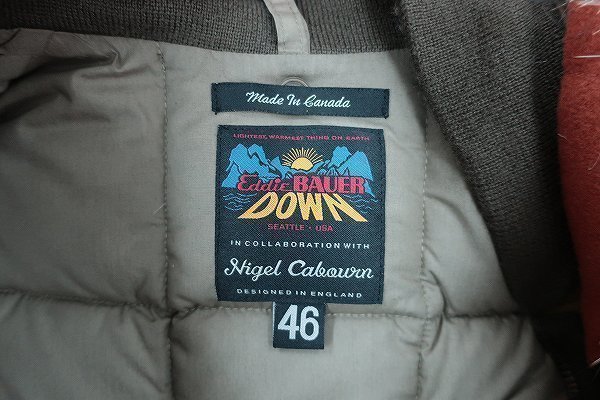 Made In Canada
LIGHTEST, WARMEST THING ON EARTH
Eddie BAUER
DOWN
SEATTLE · USA
IN COLLABORATION WITH
Nigel Cabourn
DESIGNED IN ENGLAND
46